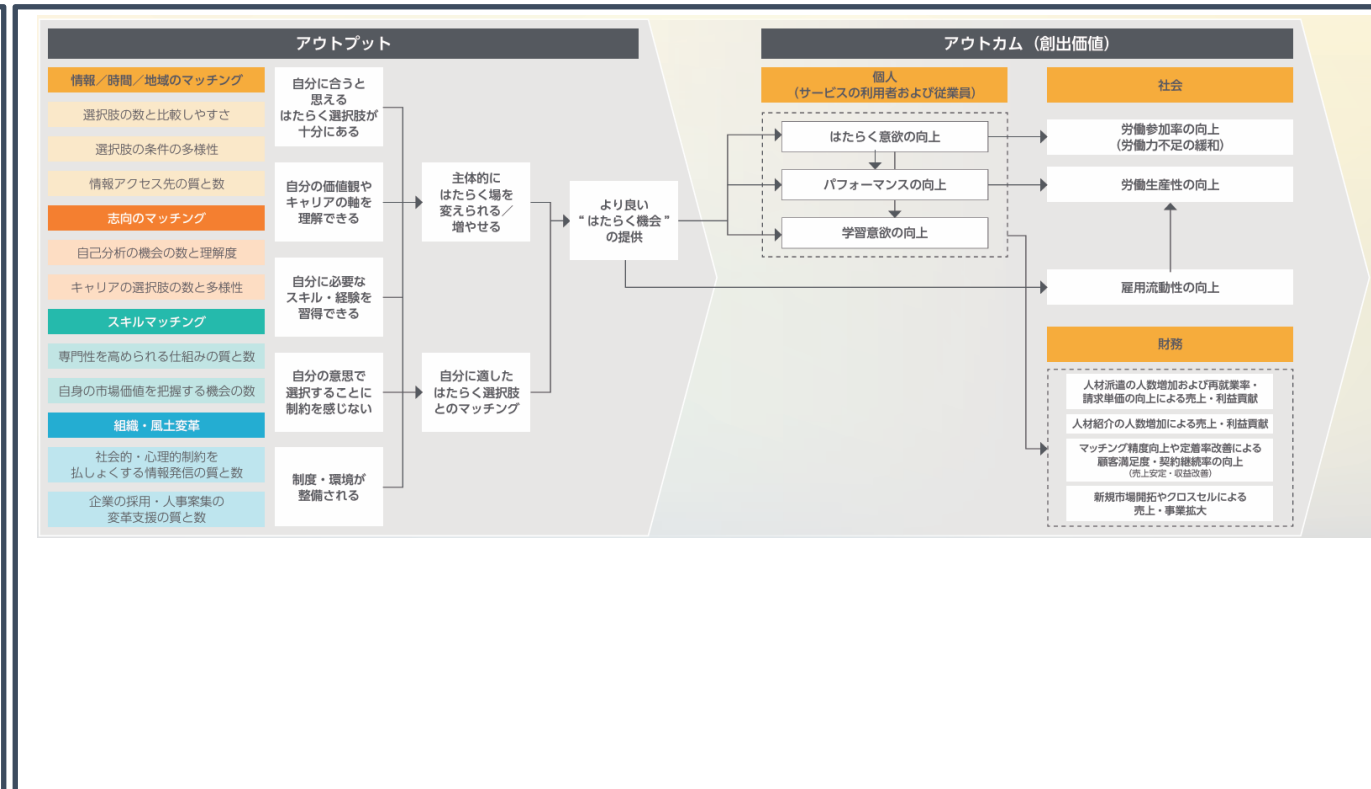 アウトプット
情報／時間／地域のマッチング
選択肢の数と比較しやすさ
選択肢の条件の多様性
情報アクセス先の質と数
志向のマッチング
自己分析の機会の数と理解度
キャリアの選択肢の数と多様性
スキルマッチング
専門性を高められる仕組みの質と数
自身の市場価値を把握する機会の数
組織・風土変革
社会的・心理的制約を
払しょくする情報発信の質と数
企業の採用・人事案集の
変革支援の質と数
自分に合うと
思える
はたらく選択肢が
十分にある
自分の価値観や
キャリアの軸を
理解できる
自分に必要な
スキル・経験を
習得できる
自分の意思で
選択することに
制約を感じない
制度・環境が
整備される
主体的に
はたらく場を
変えられる／
増やせる
自分に適した
はたらく選択肢
とのマッチング
より良い
“はたらく機会”
の提供
アウトカム（創出価値）
個人
（サービスの利用者および従業員）
はたらく意欲の向上
パフォーマンスの向上
学習意欲の向上
社会
労働参加率の向上
（労働力不足の緩和）
労働生産性の向上
雇用流動性の向上
財務
人材派遣の人数増加および再就業率・
請求単価の向上による売上・利益貢献
人材紹介の人数増加による売上・利益貢献
マッチング精度向上や定着率改善による
顧客満足度・契約継続率の向上
（売上安定・収益改善）
新規市場開拓やクロスセルによる
売上・事業拡大